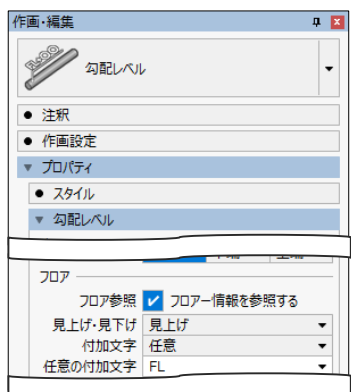 作画・編集
FL±00
勾配レベル
注釈
作画設定
プロパティ
スタイル
勾配レベル
フロア
フロア参照 フロアー情報を参照する
見上げ・見下げ 見上げ
付加文字 任意
任意の付加文字 FL